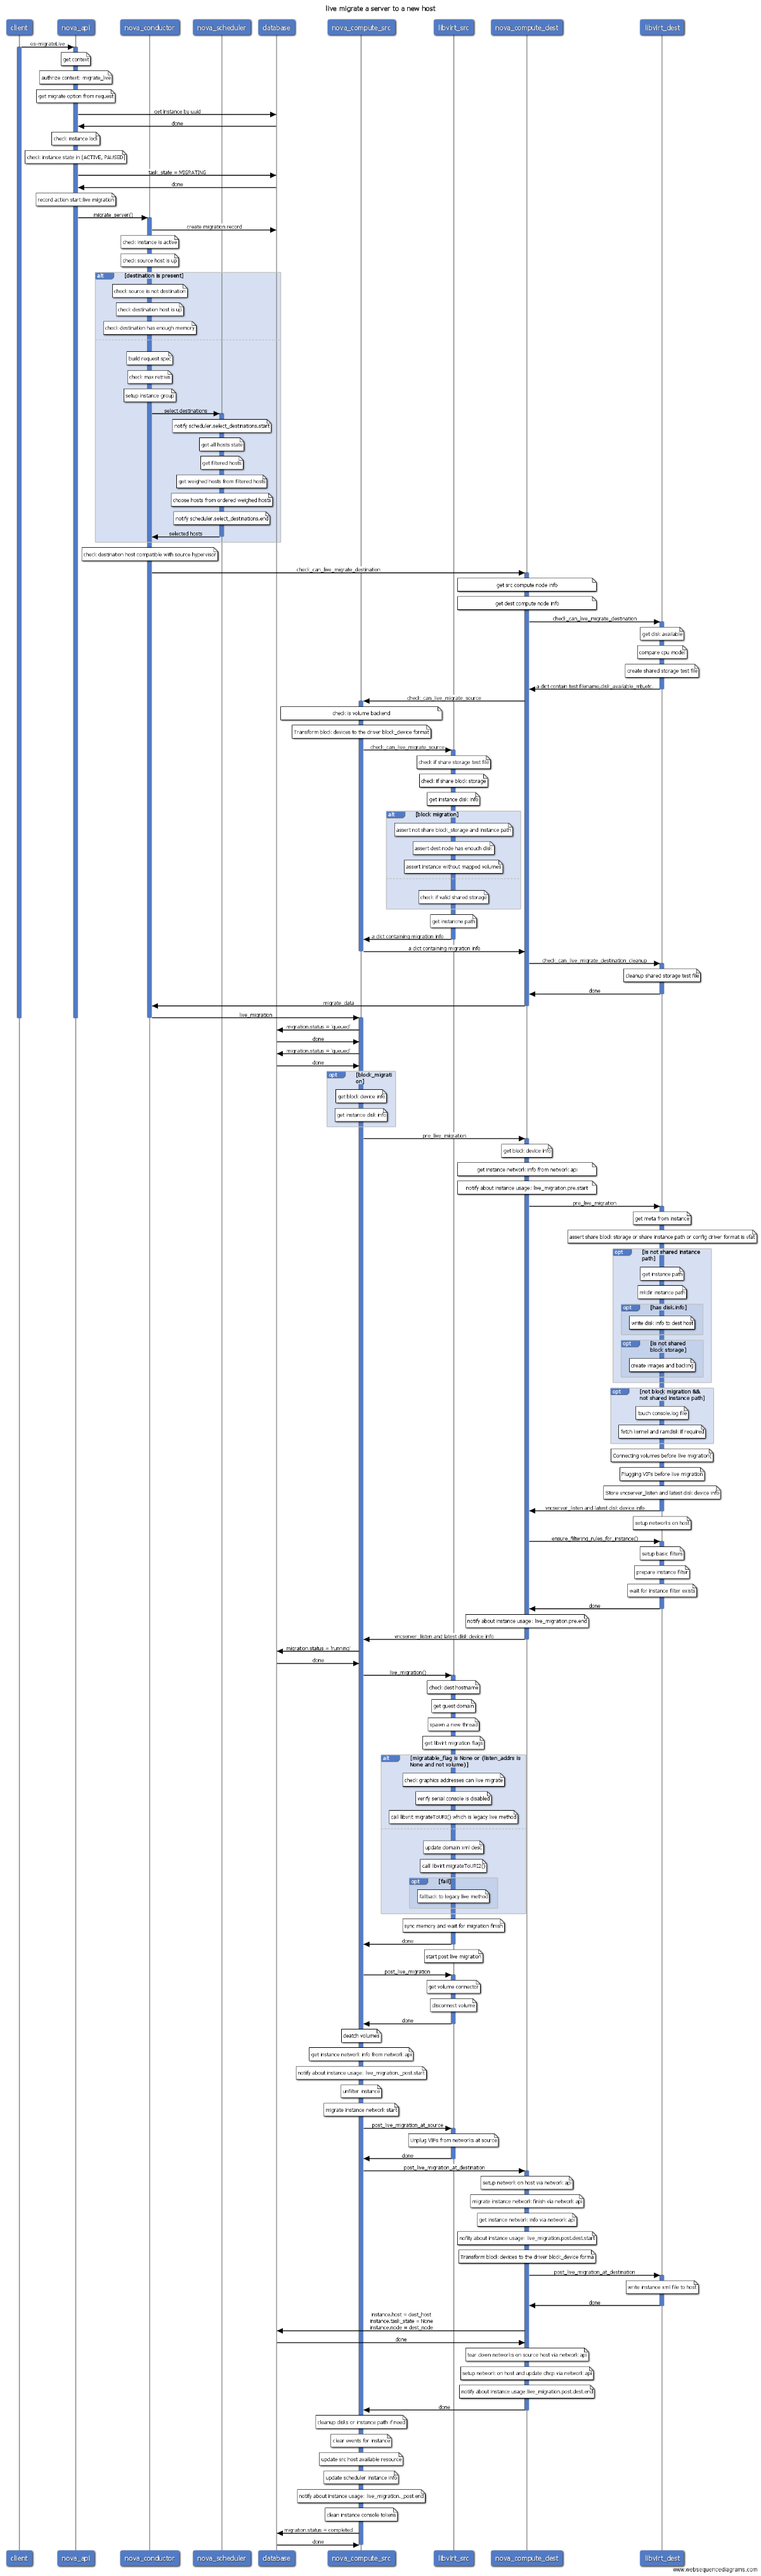 live migrate a server to a new host
client
nova_api
nova_conductor
nova_scheduler
database
nova_compute_src
libvirt_src
nova_compute_dest
libvirt_dest
os-migrateLive
get context
authrize context: migrate_live
get migrate option from request
get instance by uuid
done
check instance lock
check instance state in [ACTIVE, PAUSED]
task_state = MIGRATING
done
record action start:live migration
migrate_server()
create migration record
check instance is active
check source host is up
alt
[destination is present]
check source is not destination
check destination host is up
check destination has enough memory
build request spec
check max retries
setup instance group
select destinations
notify scheduler.select_destinations.start
get all hosts state
get filtered hosts
get weighed hosts from filtered hosts
choose hosts from ordered weighed hosts
notify scheduler.select_destinations.end
selected hosts
check destination host compatible with source hypervisor
check_can_live_migrate_destination
get src compute node info
get dest compute node info
check_can_live_migrate_destination
get disk available
compare cpu model
create shared storage test file
a dict contain test filename,disk_available_mb,etc.
check_can_live_migrate_source
check is volume backend
Transform block devices to the driver block_device format
check_can_live_migrate_source
check if share storage test file
check if share block storage
get instance disk info
alt
[block migration]
assert not share block_storage and instance path
assert dest node has enouch disk
assert instance without mapped volumes
check if valid shared storage
get instancne path
a dict containing migration info
a dict containing migration info
check_can_live_migrate_destination_cleanup
cleanup shared storage test file
done
migrate_data
live_migration
migration.status = 'queued'
done
migration.status = 'queued'
done
opt
[block_migrati
on]
get block device info
get instance disk info
pre_live_migration
get block device info
get instance network info from network api
notify about instance usage: live_migration.pre.start
pre_live_migration
get meta from instance
assert share block storage or share instance path or config driver format is vfat
opt
[is not shared instance
path]
get instance path
mkdir instance path
opt
[has disk.info]
write disk info to dest host
opt
[is not shared
block storage]
create images and backing
opt
[not block migration &&
not shared instance path]
touch console.log file
fetch kernel and ramdisk if required
Connecting volumes before live migration
Plugging VIFs before live migration
Store vncserver_listen and latest disk device info
vncserver_listen and latest disk device info
setup networks on host
ensure_filtering_rules_for_instance()
setup basic filters
prepare instance filter
wait for instance filter exists
done
notify about instance usage: live_migration.pre.end
vncserver_listen and latest disk device info
migration.status = 'running'
done
live_migration()
check dest hostname
get guest domain
spawn a new thread
get libvirt migration flags
alt
[migratable_flag is None or (listen_addrs is
None and not volume)]
check graphics addresses can live migrate
verify serial console is disabled
call libvirt migrateToURI() which is legacy live method
update domain xml desc
call libvirt migrateToURI2()
opt
[fail]
fallback to legacy live method
sync memory and wait for migration finish
done
start post live migration
post_live_migration
get volume connector
disconnect volume
done
deatch volumes
get instance network info from network api
notify about instance usage: live_migration._post.start
unfilter instance
migrate instance network start
post_live_migration_at_source
Unplug VIFs from networks at source
done
post_live_migration_at_destination
setup network on host via network api
migrate instance network finish via network api
get instance network info via network api
notify about instance usage: live_migration.post.dest.start
Transform block devices to the driver block_device forma
post_live_migration_at_destination
write instance xml file to host
done
instance.host = dest_host
instance.task_state = None
instance.node = dest_node
done
tear down networks on source host via network api
setup network on host and update dhcp via network api
notify about instance usage live_migration.post.dest.end
done
cleanup disks or instance path if need
clear events for instance
update src host available resource
update scheduler instance info
notify about instance usage: live_migration._post.end
clean instance console tokens
migration.status = completed
done
client
nova_api
nova_conductor
nova_scheduler
database
nova_compute_src
libvirt_src
nova_compute_dest
libvirt_dest
www.websequencediagrams.com